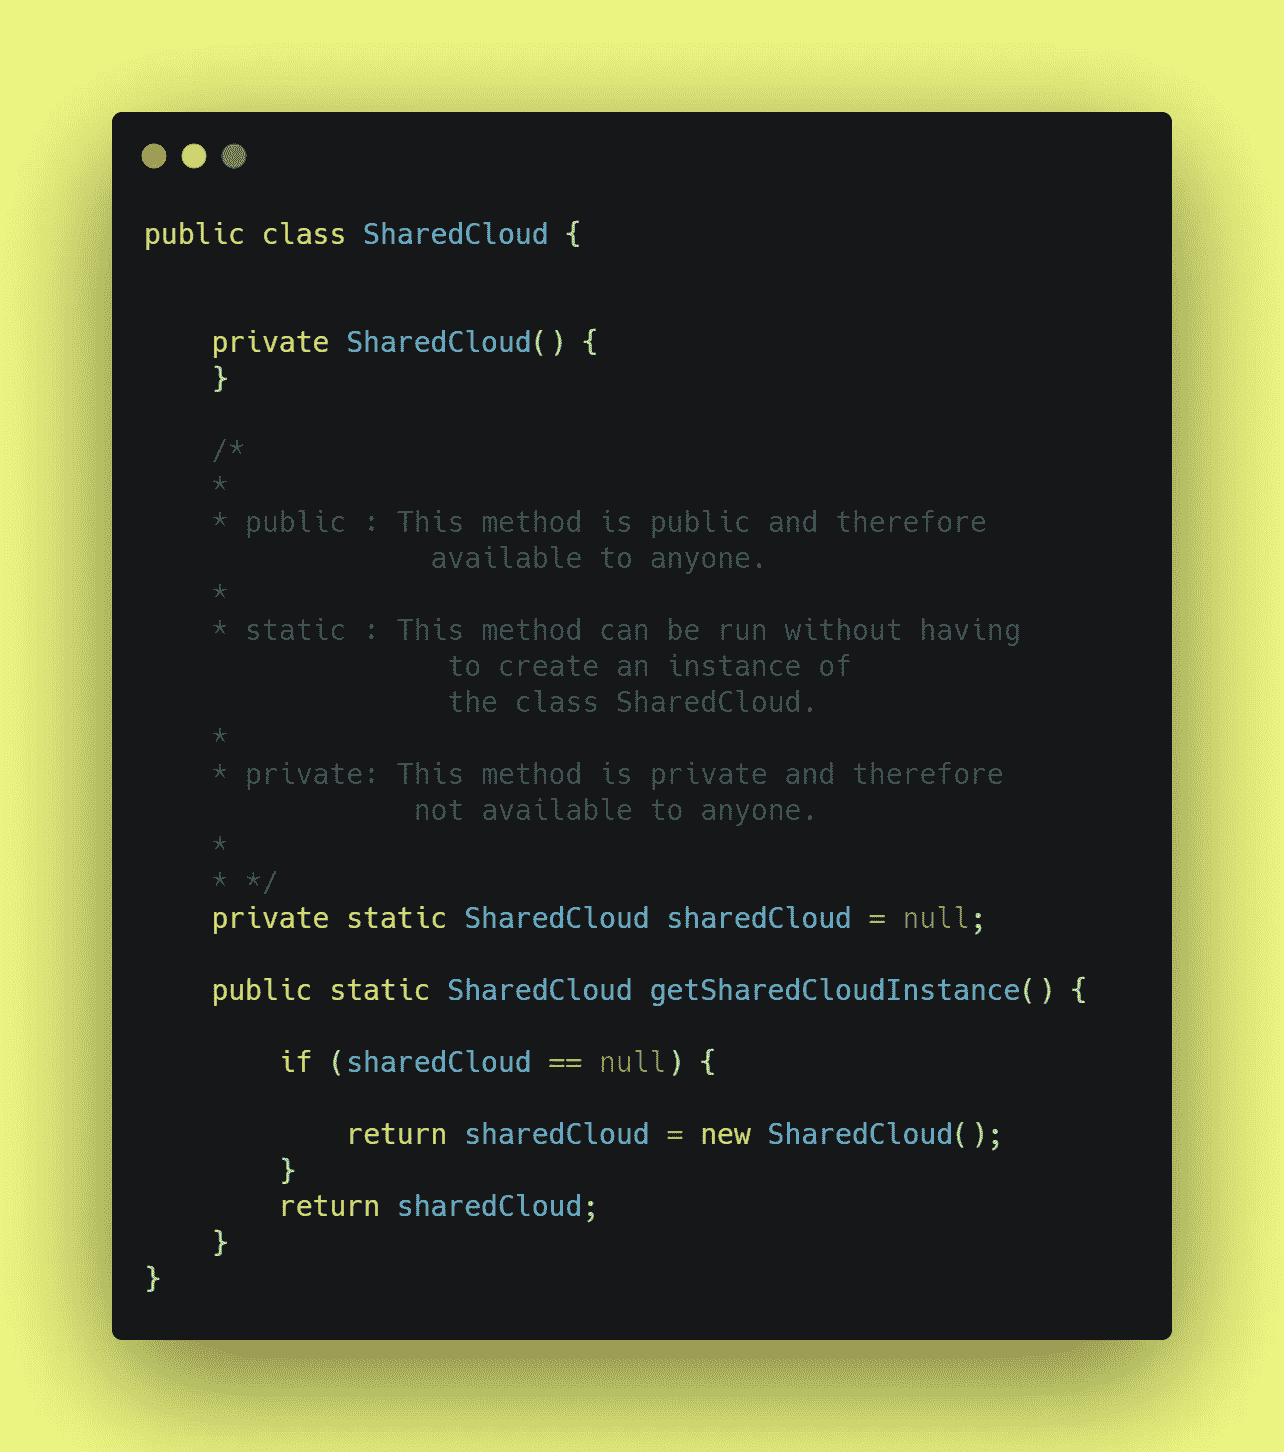 public class SharedCloud {
private SharedCloud() {
}
/*
*
* public : This method is public and therefore
available to anyone.
*
* static : This method can be run without having
to create an instance of
the class SharedCloud.
*
* private: This method is private and therefore
not available to anyone.
*
* */
private static SharedCloud sharedCloud = null;
public static SharedCloud getSharedCloudInstance() {
if (sharedCloud == null) {
return sharedCloud = new SharedCloud();
}
return sharedCloud;
}
}